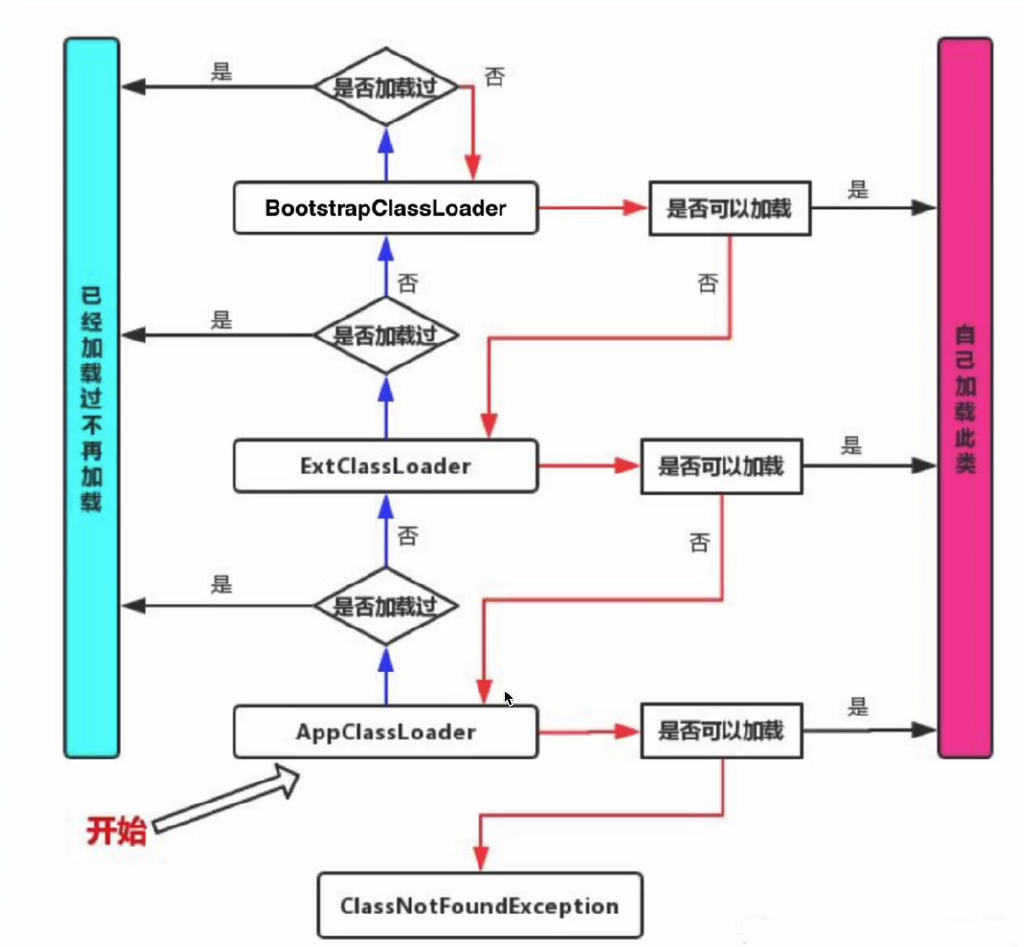 是
是否加载过
否
BootstrapClassLoader
是否可以加载
是
否
否
是
是否加载过
已经加载过不再加载
自己加载此类
ExtClassLoader
是否可以加载
是
否
否
是
是否加载过
AppClassLoader
是否可以加载
是
开始
ClassNotFoundException